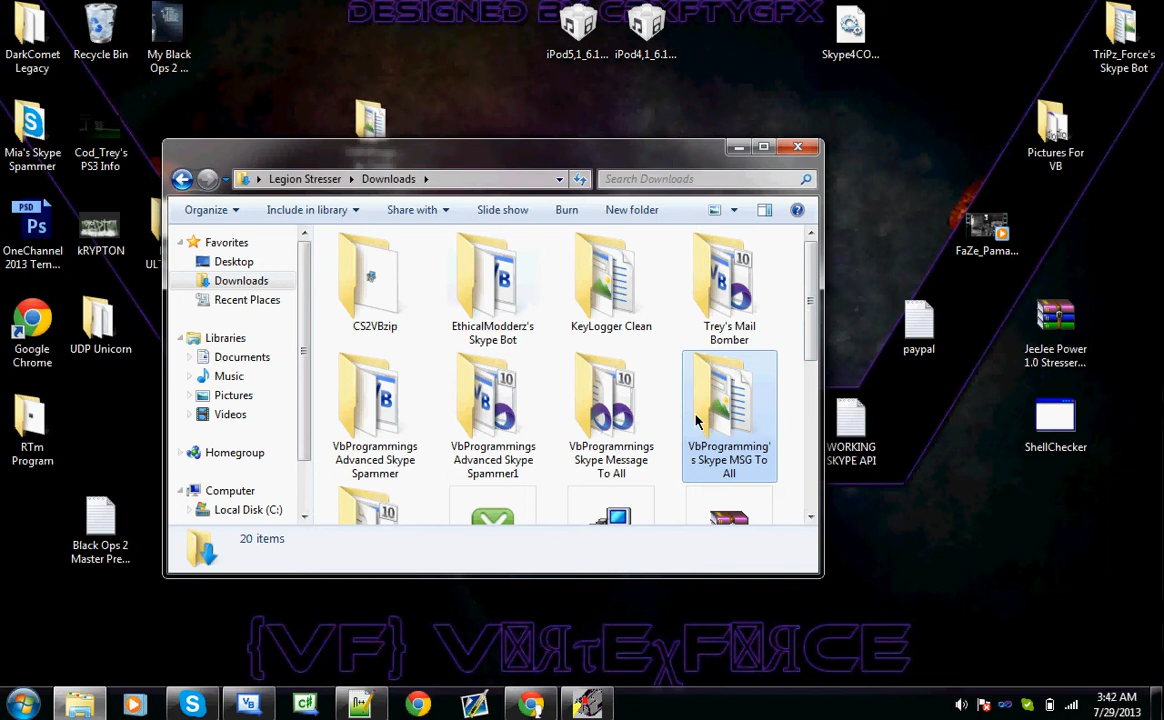 DESIGNED BY
DarkComet
Legacy
Recycle Bin
My Black
Ops 2 ...
iPod5,1_6.1...
iPod4,1_6.1...
Skype4CO...
TriPz_Force's
Skype Bot
Mia's Skype
Spammer
Cod_Trey's
PS3 Info
Pictures For
VB
PSD
Ps
OneChannel
2013 Tem...
kRYPTON
FaZe_Pama...
Google
Chrome
UDP Unicorn
paypal
JeeJee Power
1.0 Stresser...
RTm
Program
WORKING
SKYPE API
ShellChecker
Black Ops 2
Master Pre...
Legion Stresser
Downloads
Search Downloads
Organize
Include in library
Share with
Slide show
Burn
New folder
Favorites
Desktop
Downloads
Recent Places
Libraries
Documents
Music
Pictures
Videos
Homegroup
Computer
Local Disk (C:)
CS2VBzip
EthicalModderz's
Skype Bot
KeyLogger Clean
Trey's Mail
Bomber
VbProgrammings
Advanced Skype
Spammer
VbProgrammings
Advanced Skype
Spammer1
VbProgrammings
Skype Message
To All
VbProgramming'
s Skype MSG To
All
20 items
3:42 AM
7/29/2013